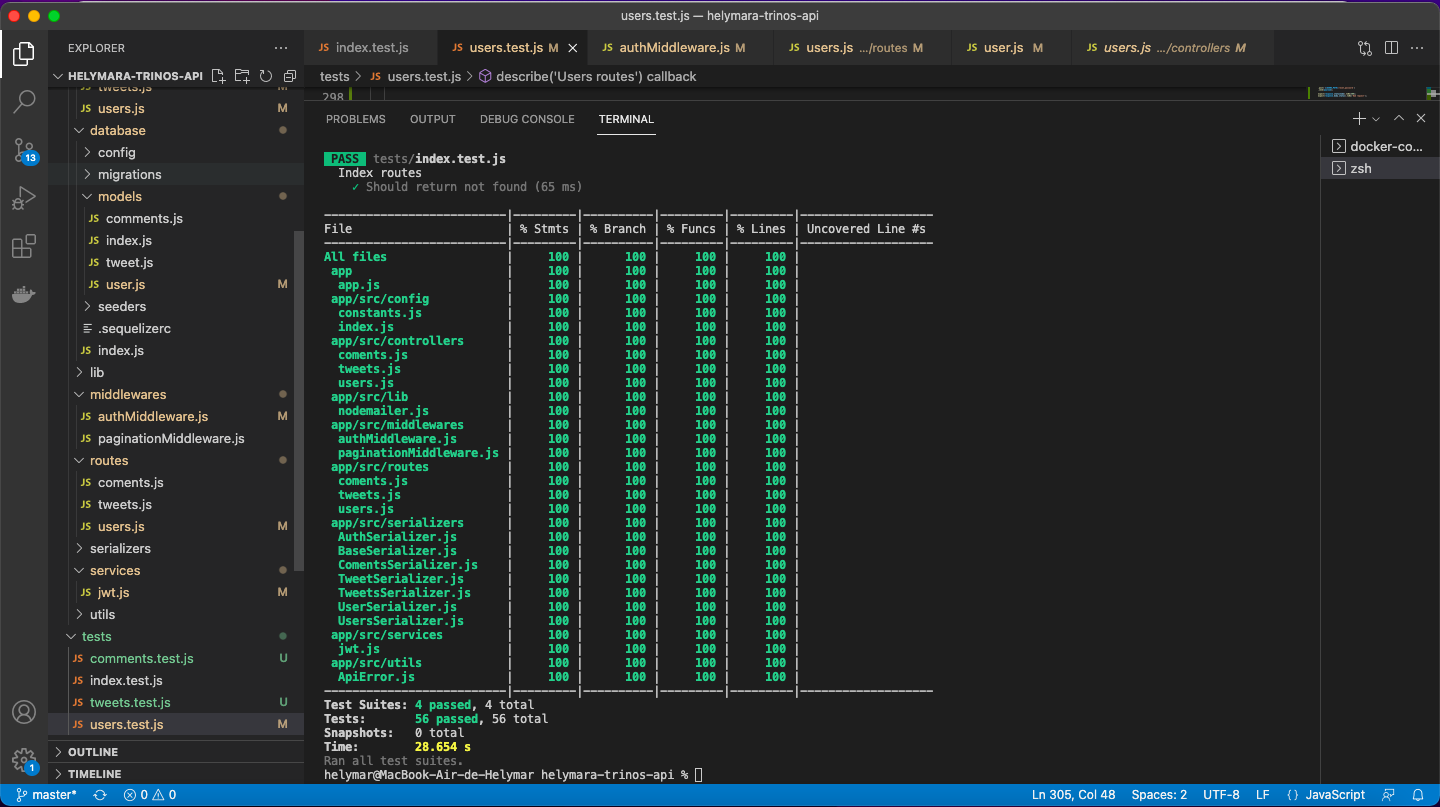 users.test.js — helymara-trinos-api
EXPLORER
HELYMARA-TRINOS-API
tweets.js M
JS users.js M
database
config
migrations
models
JS comments.js
JS index.js
JS tweet.js
JS user.js M
seeders
.sequelizerc
JS index.js
lib
middlewares
JS authMiddleware.js M
JS paginationMiddleware.js
routes
JS coments.js
JS tweets.js
JS users.js M
serializers
services
JS jwt.js M
utils
tests
JS comments.test.js U
JS index.test.js
JS tweets.test.js U
JS users.test.js M
OUTLINE
TIMELINE
13
1
JS index.test.js
JS users.test.js M
JS authMiddleware.js M
JS users.js .../routes M
JS user.js M
JS users.js .../controllers M
tests > JS users.test.js > describe('Users routes') callback
298
PROBLEMS OUTPUT DEBUG CONSOLE TERMINAL
docker-co...
zsh
PASS tests/index.test.js
Index routes
✓ Should return not found (65 ms)
File | % Stmts | % Branch | % Funcs | % Lines | Uncovered Line #s
All files | 100 | 100 | 100 | 100 |
app | 100 | 100 | 100 | 100 |
app.js | 100 | 100 | 100 | 100 |
app/src/config | 100 | 100 | 100 | 100 |
constants.js | 100 | 100 | 100 | 100 |
index.js | 100 | 100 | 100 | 100 |
app/src/controllers | 100 | 100 | 100 | 100 |
coments.js | 100 | 100 | 100 | 100 |
tweets.js | 100 | 100 | 100 | 100 |
users.js | 100 | 100 | 100 | 100 |
app/src/lib | 100 | 100 | 100 | 100 |
nodemailer.js | 100 | 100 | 100 | 100 |
app/src/middlewares | 100 | 100 | 100 | 100 |
authMiddleware.js | 100 | 100 | 100 | 100 |
paginationMiddleware.js | 100 | 100 | 100 | 100 |
app/src/routes | 100 | 100 | 100 | 100 |
coments.js | 100 | 100 | 100 | 100 |
tweets.js | 100 | 100 | 100 | 100 |
users.js | 100 | 100 | 100 | 100 |
app/src/serializers | 100 | 100 | 100 | 100 |
AuthSerializer.js | 100 | 100 | 100 | 100 |
BaseSerializer.js | 100 | 100 | 100 | 100 |
ComentsSerializer.js | 100 | 100 | 100 | 100 |
TweetSerializer.js | 100 | 100 | 100 | 100 |
TweetsSerializer.js | 100 | 100 | 100 | 100 |
UserSerializer.js | 100 | 100 | 100 | 100 |
UsersSerializer.js | 100 | 100 | 100 | 100 |
app/src/services | 100 | 100 | 100 | 100 |
jwt.js | 100 | 100 | 100 | 100 |
app/src/utils | 100 | 100 | 100 | 100 |
ApiError.js | 100 | 100 | 100 | 100 |
Test Suites: 4 passed, 4 total
Tests: 56 passed, 56 total
Snapshots: 0 total
Time: 28.654 s
Ran all test suites.
helymar@MacBook-Air-de-Helymar helymara-trinos-api %
master* 0 0 Ln 305, Col 48 Spaces: 2 UTF-8 LF {} JavaScript